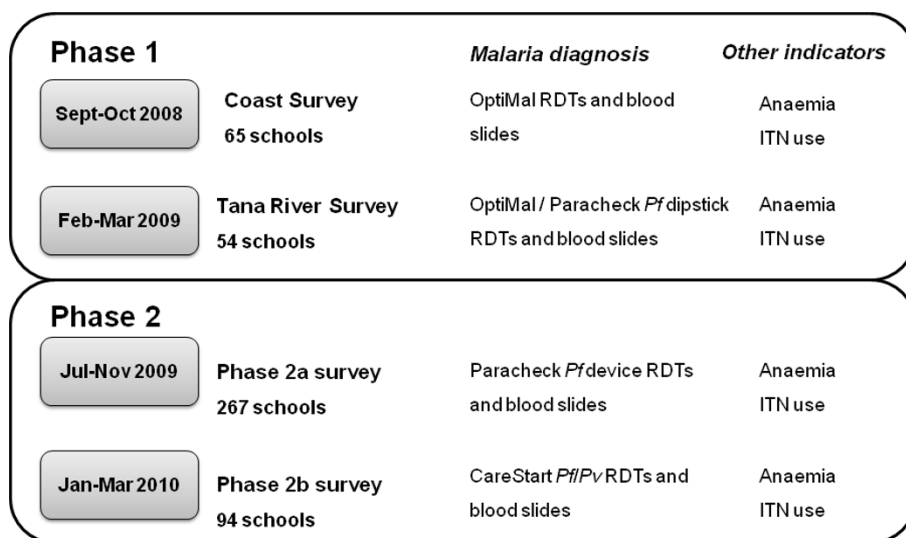 Phase 1 Malaria diagnosis Other indicators
Sept-Oct 2008 Coast Survey OptiMal RDTs and blood Anaemia
65 schools slides ITN use
Feb-Mar 2009 Tana River Survey OptiMal / Paracheck Pf dipstick Anaemia
54 schools RDTs and blood slides ITN use
Phase 2
Jul-Nov 2009 Phase 2a survey Paracheck Pf device RDTs Anaemia
267 schools and blood slides ITN use
Jan-Mar 2010 Phase 2b survey CareStart Pf/Pv RDTs and Anaemia
94 schools blood slides ITN use